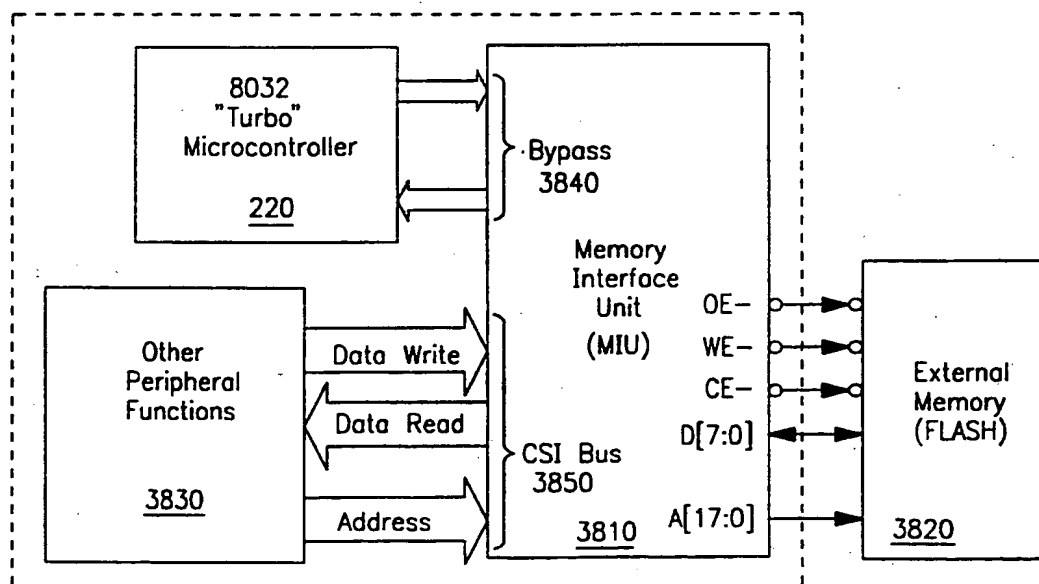 8032
"Turbo"
Microcontroller
220
Bypass
3840
Memory
Interface
Unit
(MIU)
3810
Other
Peripheral
Functions
3830
Data Write
Data Read
Address
CSI Bus
3850
OE-
WE-
CE-
D[7:0]
A[17:0]
External
Memory
(FLASH)
3820